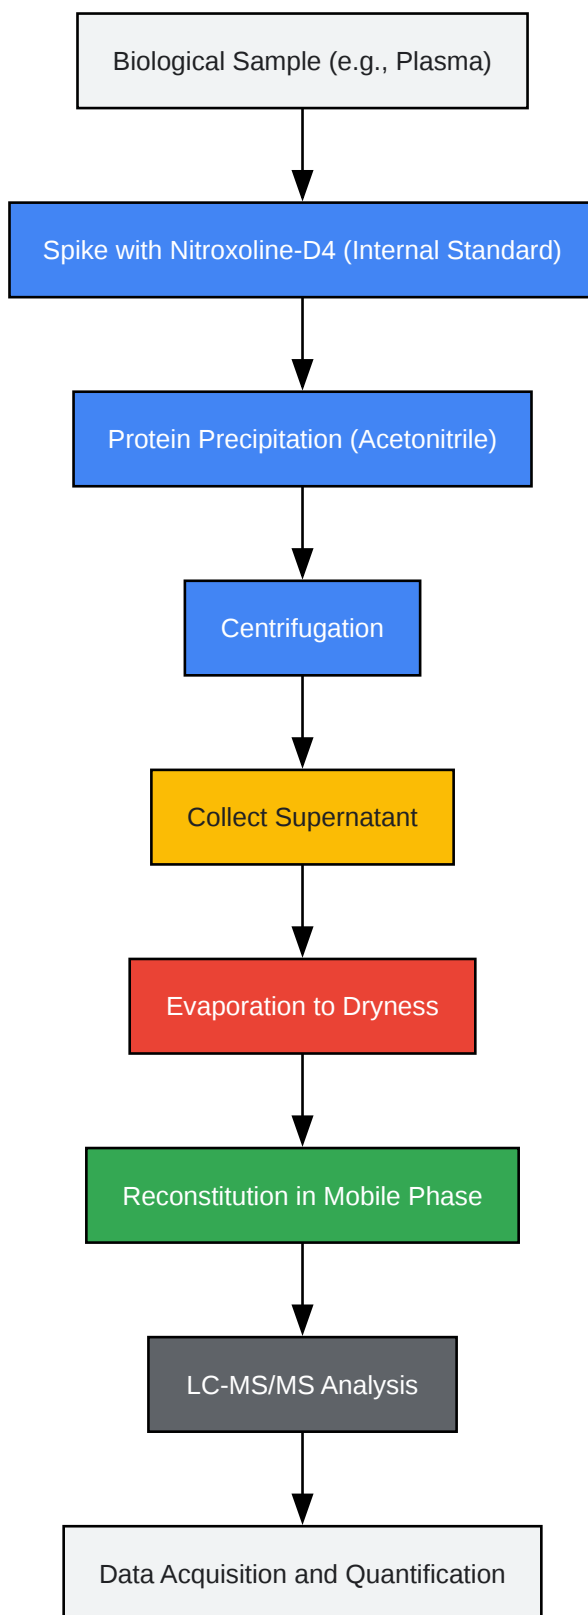 Biological Sample (e.g., Plasma)
Spike with Nitroxoline-D4 (Internal Standard)
Protein Precipitation (Acetonitrile)
Centrifugation
Collect Supernatant
Evaporation to Dryness
Reconstitution in Mobile Phase
LC-MS/MS Analysis
Data Acquisition and Quantification